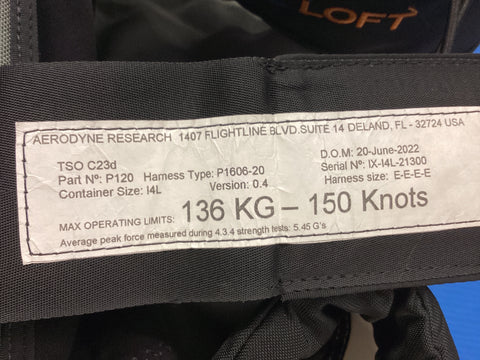 LOFT
AERODYNE RESEARCH 1407 FLIGHTLINE BLVD.SUITE 14 DELAND, FL - 32724 USA
TSO C23d D.O.M: 20-June-2022
Part Nº: P120 Harness Type: P1606-20 Serial Nº: IX-I4L-21300
Container Size: I4L Version: 0.4 Harness size: E-E-E-E
MAX OPERATING LIMITS: 136 KG – 150 Knots
Average peak force measured during 4.3.4 strength tests: 5.45 G's